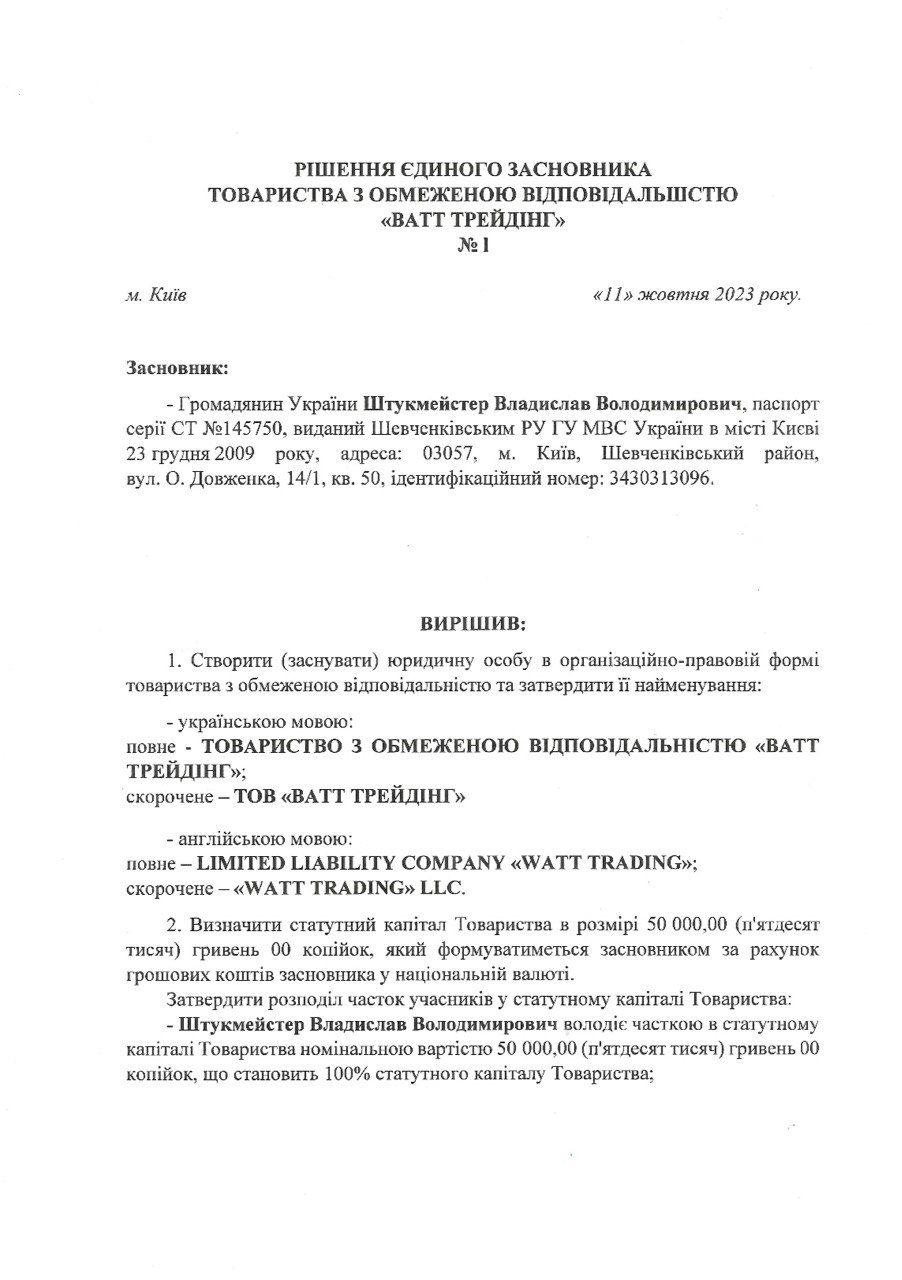 РІШЕННЯ ЄДИНОГО ЗАСНОВНИКА
ТОВАРИСТВА З ОБМЕЖЕНОЮ ВІДПОВІДАЛЬШСТЮ
«ВАТТ ТРЕЙДІНГ»
№ 1
м. Київ «11» жовтня 2023 року.
Засновник:
- Громадянин України Штукмейстер Владислав Володимирович, паспорт
серії СТ №145750, виданий Шевченківським РУ ГУ МВС України в місті Києві
23 грудня 2009 року, адреса: 03057, м. Київ, Шевченківський район,
вул. О. Довженка, 14/1, кв. 50, ідентифікаційний номер: 3430313096.
ВИРІШИВ:
1. Створити (заснувати) юридичну особу в організаційно-правовій формі
товариства з обмеженою відповідальністю та затвердити її найменування:
- українською мовою:
повне - ТОВАРИСТВО З ОБМЕЖЕНОЮ ВІДПОВІДАЛЬНІСТЮ «ВАТТ
ТРЕЙДІНГ»;
скорочене – ТОВ «ВАТТ ТРЕЙДІНГ»
- англійською мовою:
повне – LIMITED LIABILITY COMPANY «WATT TRADING»;
скорочене – «WATT TRADING» LLC.
2. Визначити статутний капітал Товариства в розмірі 50 000,00 (п'ятдесят
тисяч) гривень 00 копійок, який формуватиметься засновником за рахунок
грошових коштів засновника у національній валюті.
Затвердити розподіл часток учасників у статутному капіталі Товариства:
- Штукмейстер Владислав Володимирович володіє часткою в статутному
капіталі Товариства номінальною вартістю 50 000,00 (п'ятдесят тисяч) гривень 00
копійок, що становить 100% статутного капіталу Товариства;